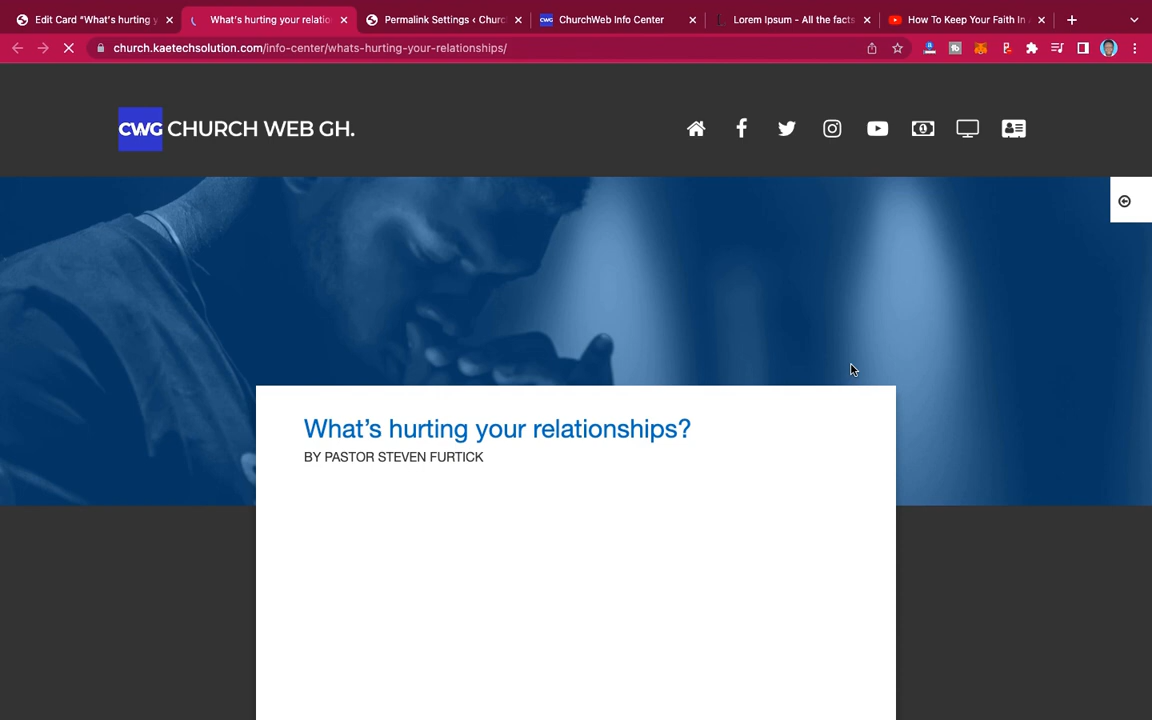 Edit Card "What's hurting y
What's hurting your relatio
Permalink Settings ‹ Churc
CWG ChurchWeb Info Center
Lorem Ipsum - All the facts
How To Keep Your Faith In
church.kaetechsolution.com/info-center/whats-hurting-your-relationships/
CWG CHURCH WEB GH.
What's hurting your relationships?
BY PASTOR STEVEN FURTICK